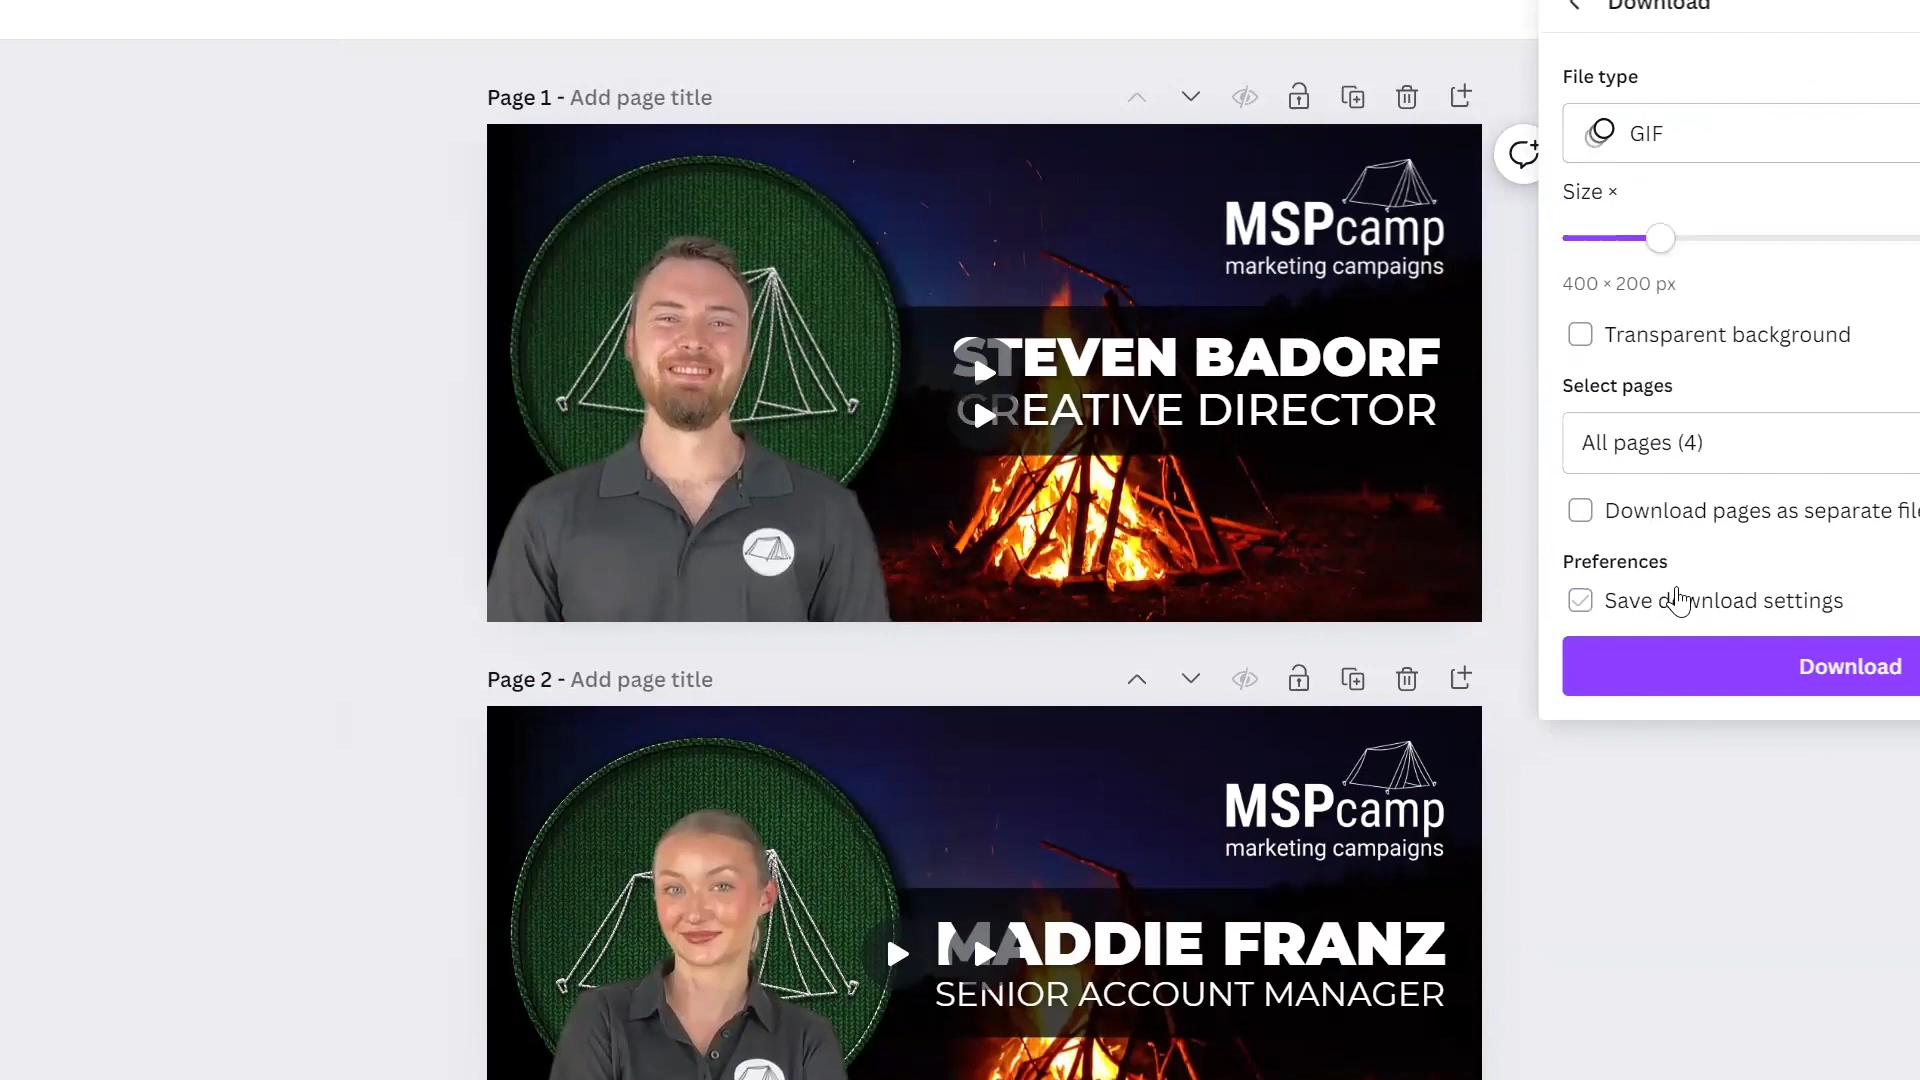 Download
File type
GIF
Size ×
400 × 200 px
Transparent background
Select pages
All pages (4)
Download pages as separate file
Preferences
Save download settings
Download
Page 1 - Add page title
MSPcamp
marketing campaigns
STEVEN BADORF
CREATIVE DIRECTOR
Page 2 - Add page title
MSPcamp
marketing campaigns
MADDIE FRANZ
SENIOR ACCOUNT MANAGER